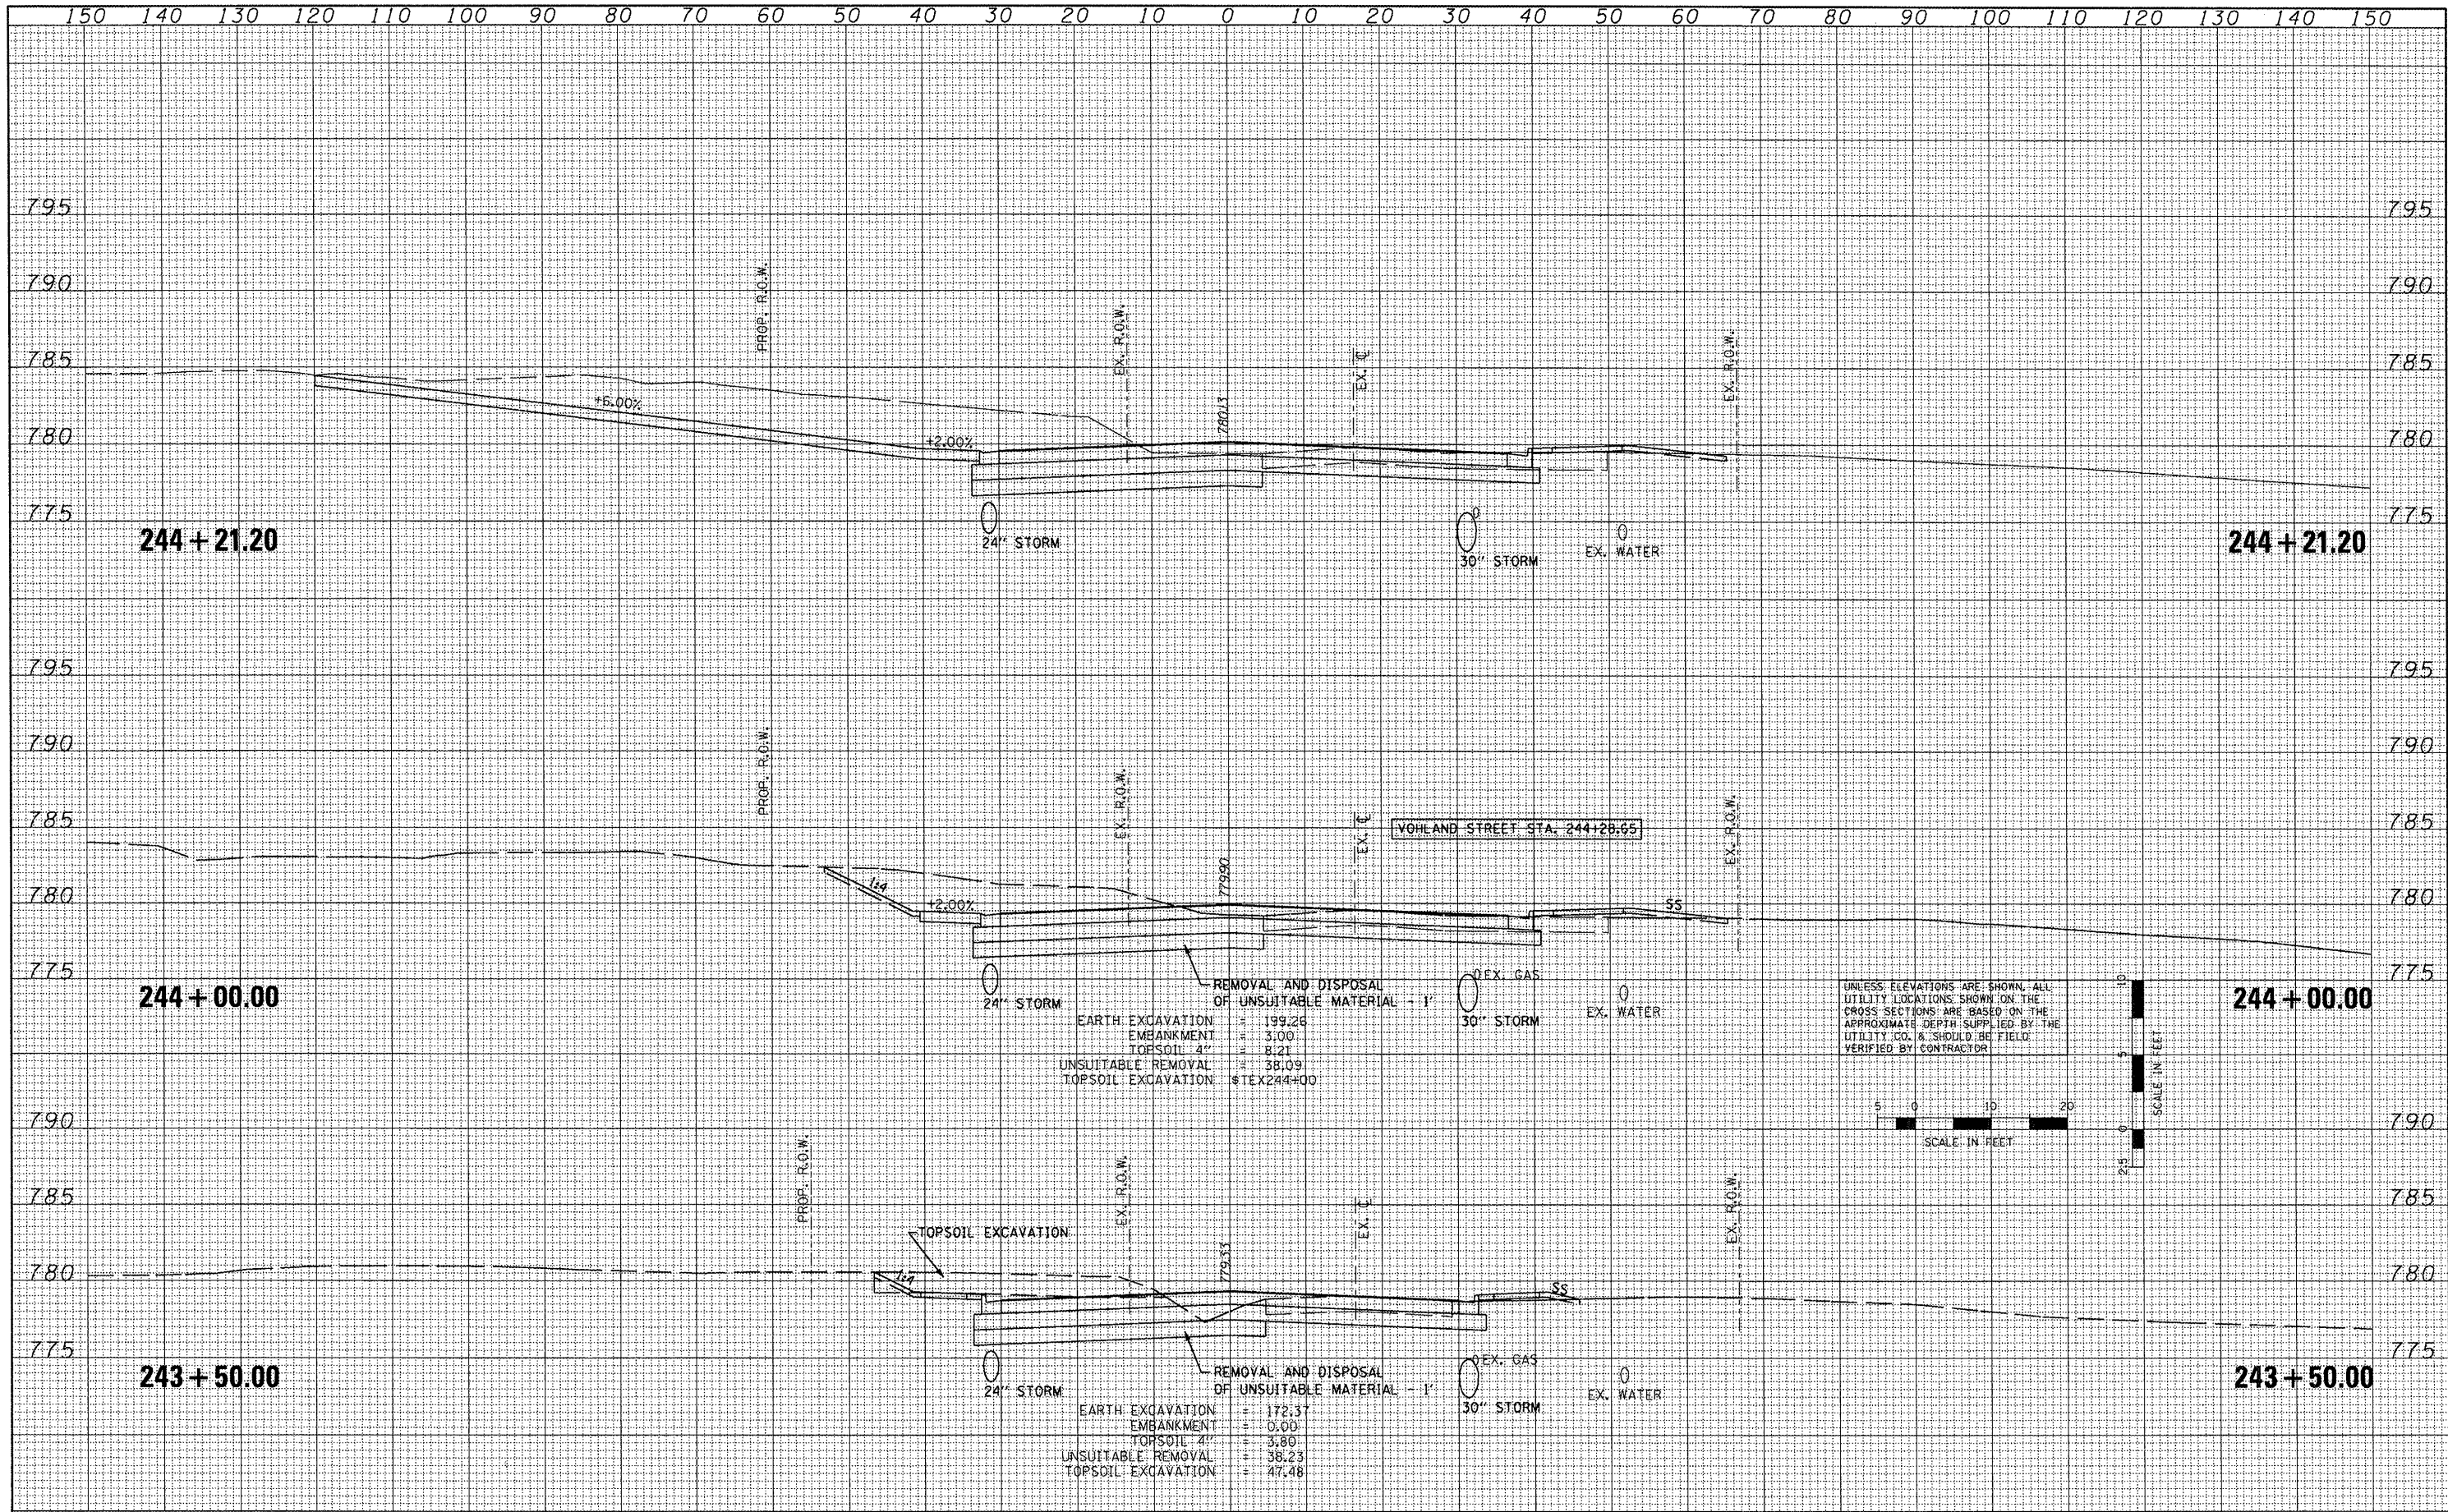 150 140 130 120 110 100 90 80 70 60 50 40 30 20 10 0 10 20 30 40 50 60 70 80 90 100 110 120 130 140 150
795 795
790 790
PROP. R.O.W.
EX. R.O.W.
EX. ℄
EX. R.O.W.
785 785
+6.00%
780.13
780 780
+2.00%
775 775
244+21.20
24" STORM
30" STORM
EX. WATER
244+21.20
795 795
790 790
PROP. R.O.W.
EX. R.O.W.
EX. ℄
EX. R.O.W.
785 785
VOHLAND STREET STA. 244+28.65
1:4
779.90
780 780
+2.00%
SS
775 775
244+00.00
24" STORM
REMOVAL AND DISPOSAL
OF UNSUITABLE MATERIAL - 1'
EX. GAS
30" STORM
EX. WATER
244+00.00
EARTH EXCAVATION = 199.26
EMBANKMENT = 3.00
TOPSOIL 4" = 8.21
UNSUITABLE REMOVAL = 38.09
TOPSOIL EXCAVATION $TEX244+00
UNLESS ELEVATIONS ARE SHOWN, ALL
UTILITY LOCATIONS SHOWN ON THE
CROSS SECTIONS ARE BASED ON THE
APPROXIMATE DEPTH SUPPLIED BY THE
UTILITY CO. & SHOULD BE FIELD
VERIFIED BY CONTRACTOR
10
5
0
2.5
SCALE IN FEET
5 0 10 20
SCALE IN FEET
790 790
PROP. R.O.W.
EX. R.O.W.
EX. ℄
EX. R.O.W.
785 785
TOPSOIL EXCAVATION
779.33
780 780
1:4
SS
775 775
243+50.00
24" STORM
REMOVAL AND DISPOSAL
OF UNSUITABLE MATERIAL - 1'
EX. GAS
30" STORM
EX. WATER
243+50.00
EARTH EXCAVATION = 172.37
EMBANKMENT = 0.00
TOPSOIL 4" = 3.80
UNSUITABLE REMOVAL = 38.23
TOPSOIL EXCAVATION = 47.48